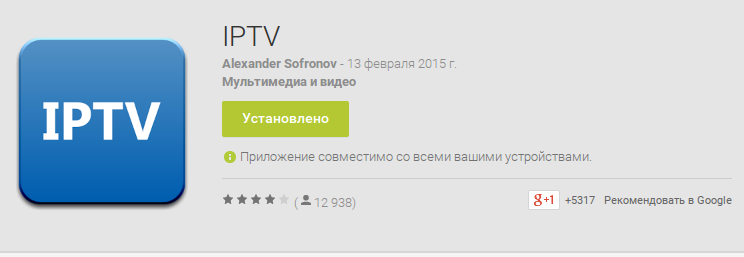 IPTV
IPTV
Alexander Sofronov - 13 февраля 2015 г.
Мультимедиа и видео
Установлено
Приложение совместимо со всеми вашими устройствами.
( 12 938)
g+1 +5317 Рекомендовать в Google